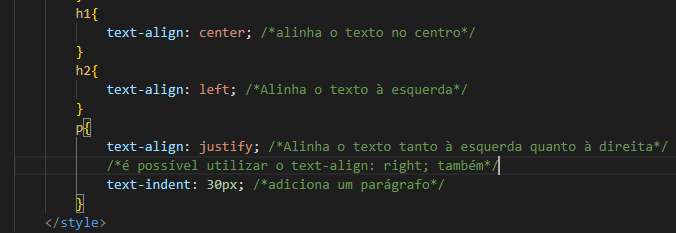 h1{
text-align: center; /*alinha o texto no centro*/
}
h2{
text-align: left; /*Alinha o texto à esquerda*/
}
p{
text-align: justify; /*Alinha o texto tanto à esquerda quanto à direita*/
/*é possível utilizar o text-align: right; também*/
text-indent: 30px; /*adiciona um parágrafo*/
}
</style>